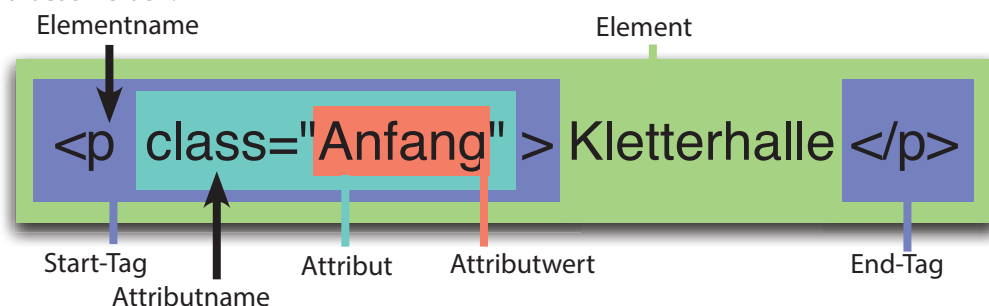 Elementname
Element
<p class="Anfang" > Kletterhalle </p>
Start-Tag
Attribut
Attributwert
End-Tag
Attributname